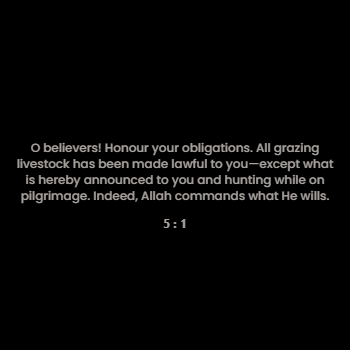 O believers! Honour your obligations. All grazing
livestock has been made lawful to you—except what
is hereby announced to you and hunting while on
pilgrimage. Indeed, Allah commands what He wills.
5 : 1